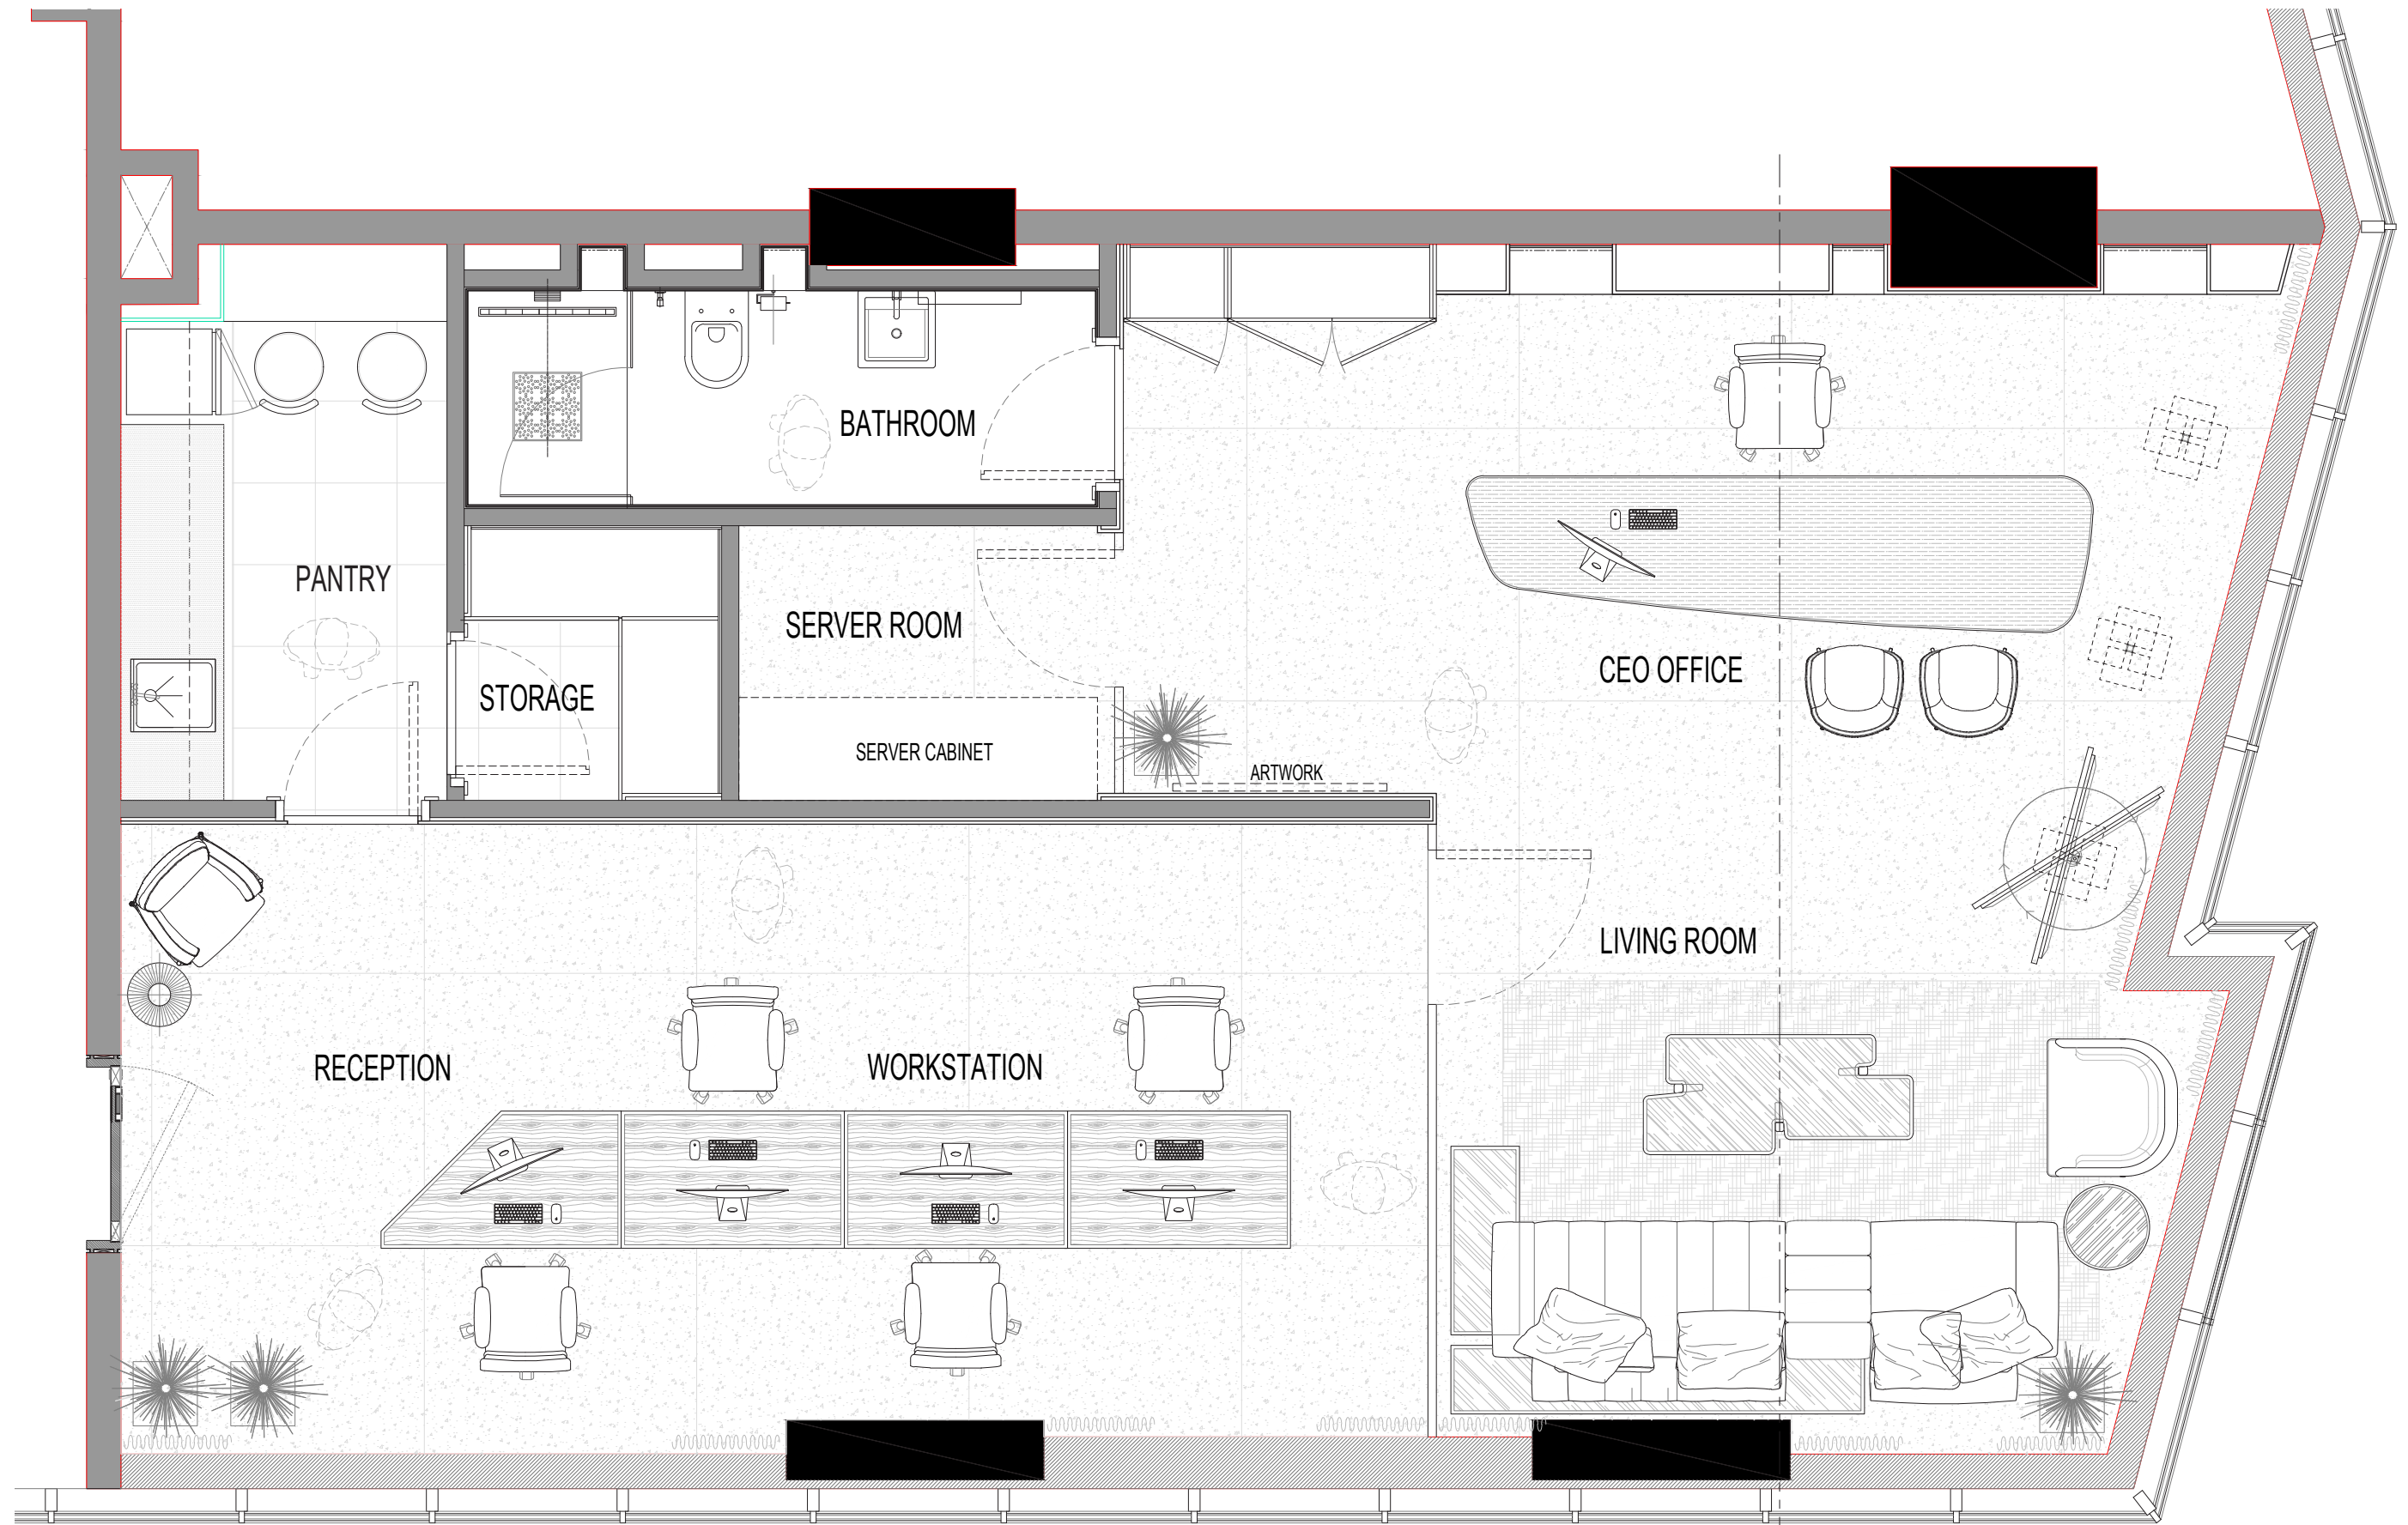 BATHROOM
PANTRY
SERVER ROOM
STORAGE
CEO OFFICE
SERVER CABINET
ARTWORK
LIVING ROOM
RECEPTION
WORKSTATION